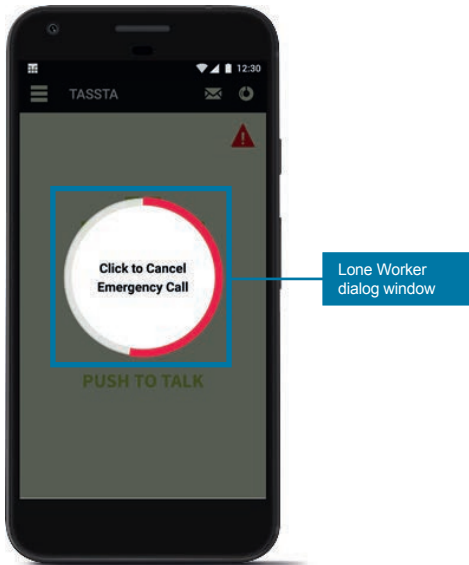 12:30
TASSTA
Click to Cancel
Emergency Call
Lone Worker
dialog window
PUSH TO TALK